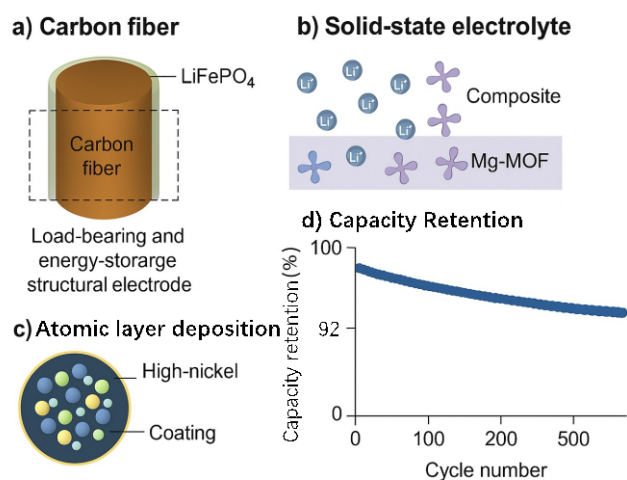 a) Carbon fiber
LiFePO₄
Carbon
fiber
Load-bearing and
energy-storarge
structural electrode
b) Solid-state electrolyte
Li⁺ Li⁺ Li⁺
Li⁺
Li⁺ Li⁺
Li⁺
Composite
Mg-MOF
c) Atomic layer deposition
High-nickel
Coating
d) Capacity Retention
Capacity retention(%)
100
92
0
0 100 200 500
Cycle number